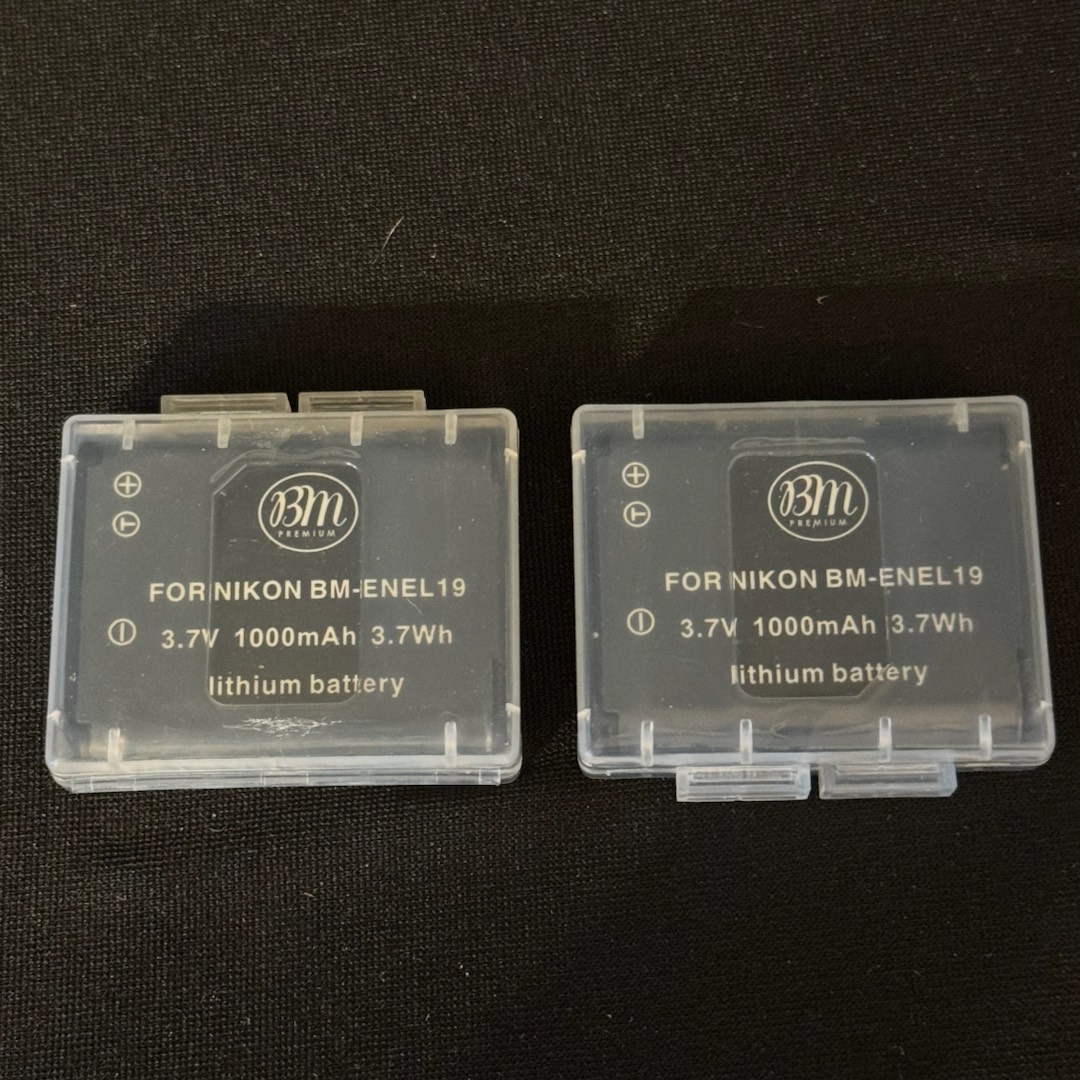 BM
PREMIUM
FOR NIKON BM-ENEL19
3.7V 1000mAh 3.7Wh
lithium battery
BM
PREMIUM
FOR NIKON BM-ENEL19
3.7V 1000mAh 3.7Wh
lithium battery